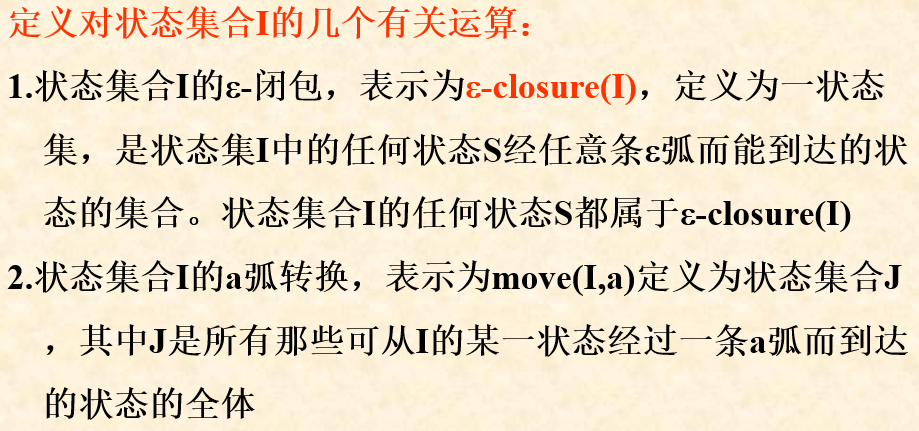 定义对状态集合I的几个有关运算：
1.状态集合I的ε-闭包，表示为ε-closure(I)，定义为一状态
集，是状态集I中的任何状态S经任意条ε弧而能到达的状
态的集合。状态集合I的任何状态S都属于ε-closure(I)
2.状态集合I的a弧转换，表示为move(I,a)定义为状态集合J
，其中J是所有那些可从I的某一状态经过一条a弧而到达
的状态的全体